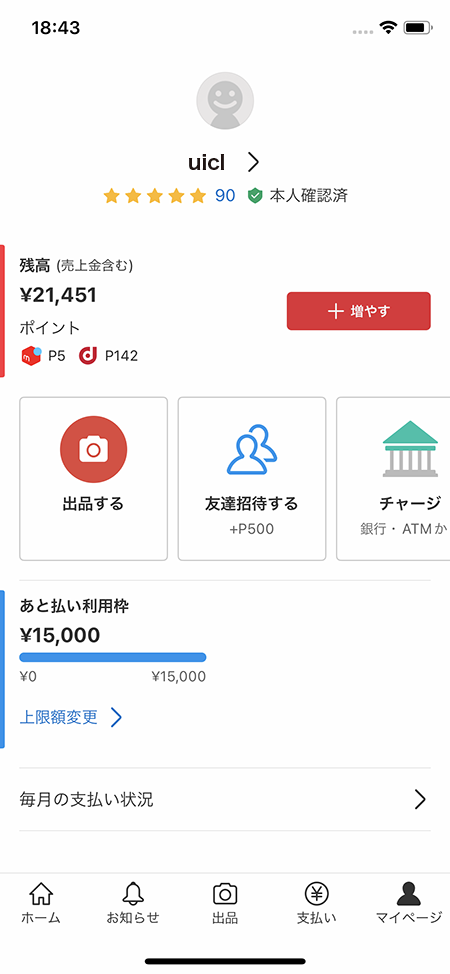 18:43
uicl
90 本人確認済
残高 (売上金含む)
¥21,451
増やす
ポイント
P5 P142
出品する
友達招待する
+P500
チャージ
銀行・ATMか
あと払い利用枠
¥15,000
¥0 ¥15,000
上限額変更
毎月の支払い状況
ホーム お知らせ 出品 支払い マイページ